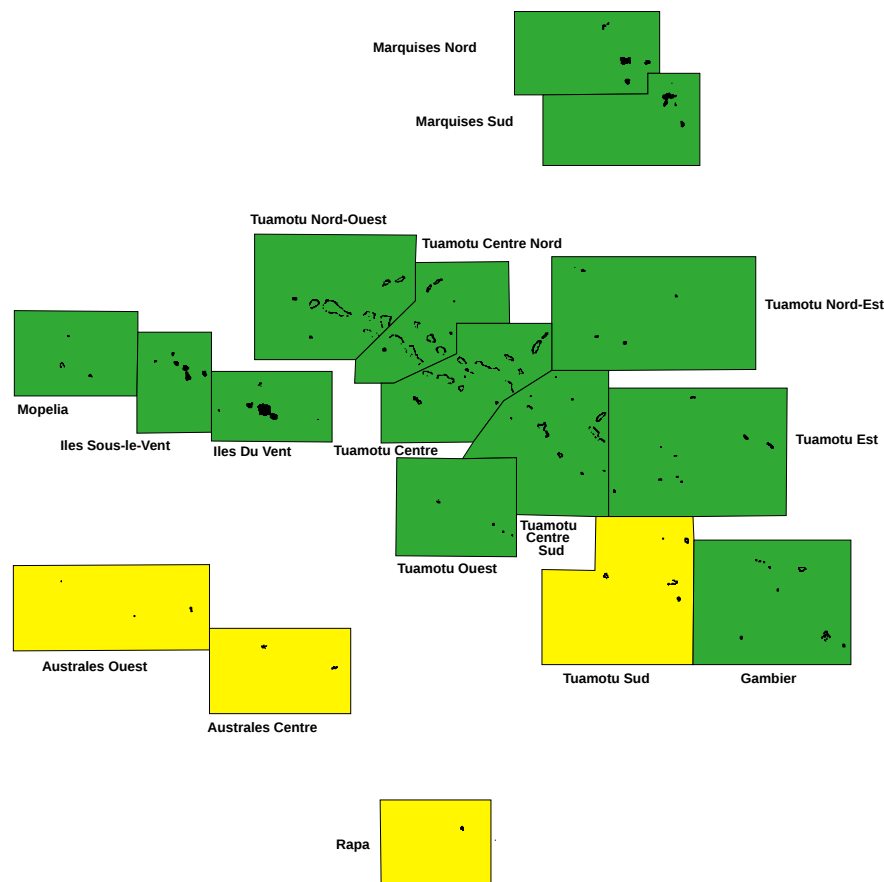 Marquises Nord
Marquises Sud
Tuamotu Nord-Ouest
Tuamotu Centre Nord
Tuamotu Nord-Est
Mopelia
Iles Sous-le-Vent
Iles Du Vent
Tuamotu Centre
Tuamotu Est
Tuamotu
Centre
Sud
Tuamotu Ouest
Australes Ouest
Tuamotu Sud
Gambier
Australes Centre
Rapa